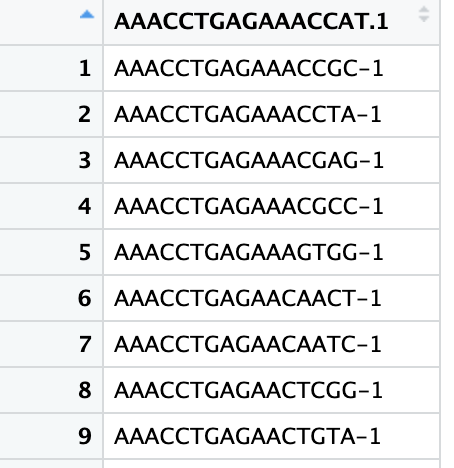 AAACCTGAGAAACCAT.1
1 AAACCTGAGAAACCGC-1
2 AAACCTGAGAAACCTA-1
3 AAACCTGAGAAACGAG-1
4 AAACCTGAGAAACGCC-1
5 AAACCTGAGAAAGTGG-1
6 AAACCTGAGAACAACT-1
7 AAACCTGAGAACAATC-1
8 AAACCTGAGAACTCGG-1
9 AAACCTGAGAACTGTA-1